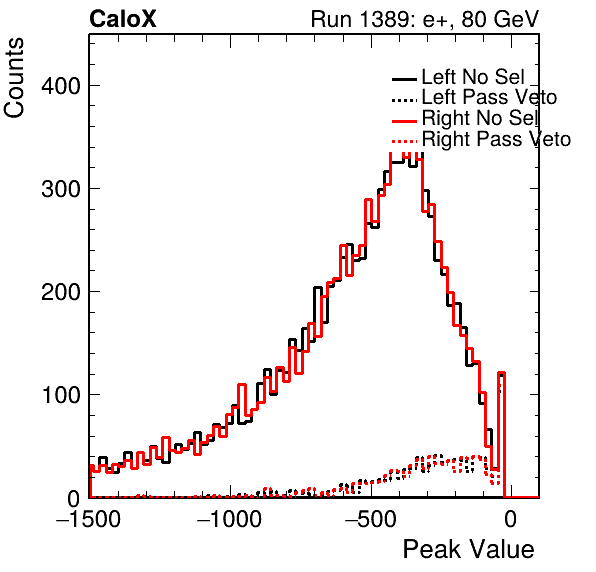 CaloX Run 1389: e+, 80 GeV
Counts
400
300
200
100
0
Left No Sel
Left Pass Veto
Right No Sel
Right Pass Veto
−1500 −1000 −500 0
Peak Value